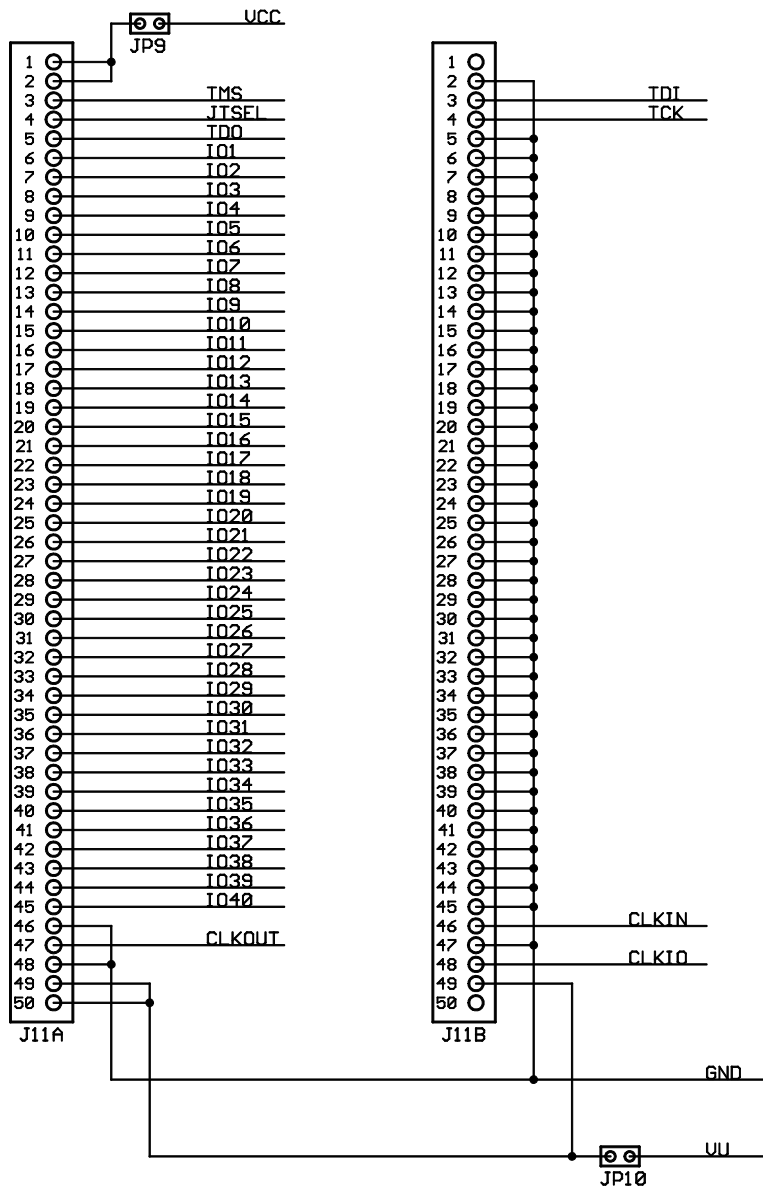 VCC
JP9
1 1
2 2
3 TMS 3 TDI
4 JTSEL 4 TCK
5 TDO 5
6 IO1 6
7 IO2 7
8 IO3 8
9 IO4 9
10 IO5 10
11 IO6 11
12 IO7 12
13 IO8 13
14 IO9 14
15 IO10 15
16 IO11 16
17 IO12 17
18 IO13 18
19 IO14 19
20 IO15 20
21 IO16 21
22 IO17 22
23 IO18 23
24 IO19 24
25 IO20 25
26 IO21 26
27 IO22 27
28 IO23 28
29 IO24 29
30 IO25 30
31 IO26 31
32 IO27 32
33 IO28 33
34 IO29 34
35 IO30 35
36 IO31 36
37 IO32 37
38 IO33 38
39 IO34 39
40 IO35 40
41 IO36 41
42 IO37 42
43 IO38 43
44 IO39 44
45 IO40 45
46 46 CLKIN
47 CLKOUT 47
48 48 CLKIO
49 49
50 50
J11A J11B
GND
VU
JP10